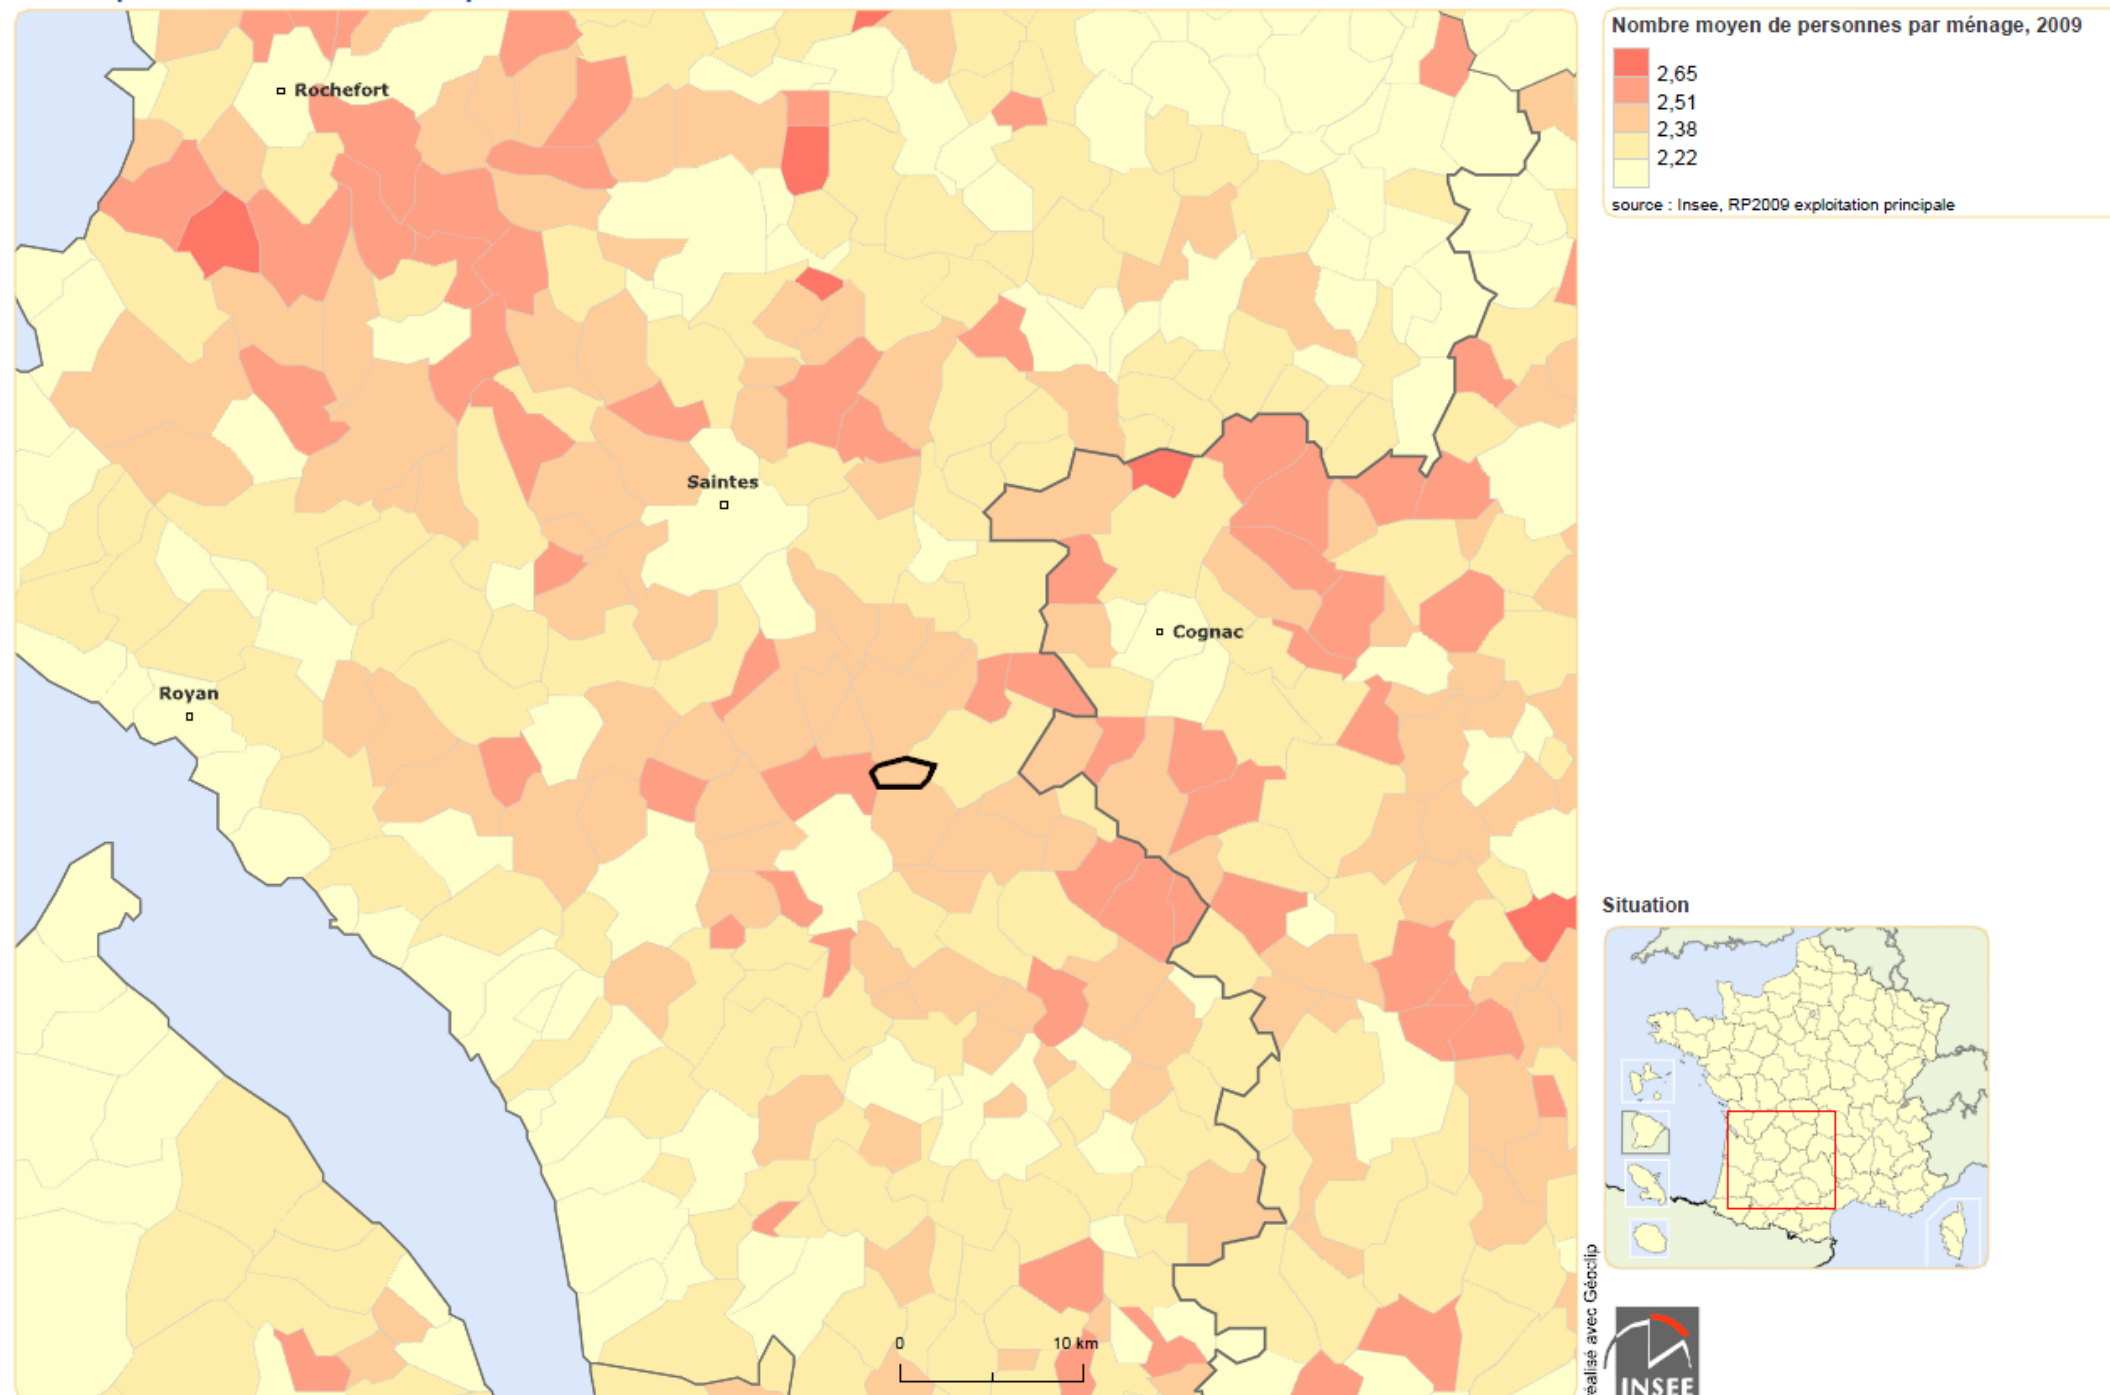 Nombre moyen de personnes par ménage, 2009
2,65
2,51
2,38
2,22
source : Insee, RP2009 exploitation principale
Rochefort
Saintes
Cognac
Royan
0 10 km
Situation
éalisé avec Géoclip
INSEE